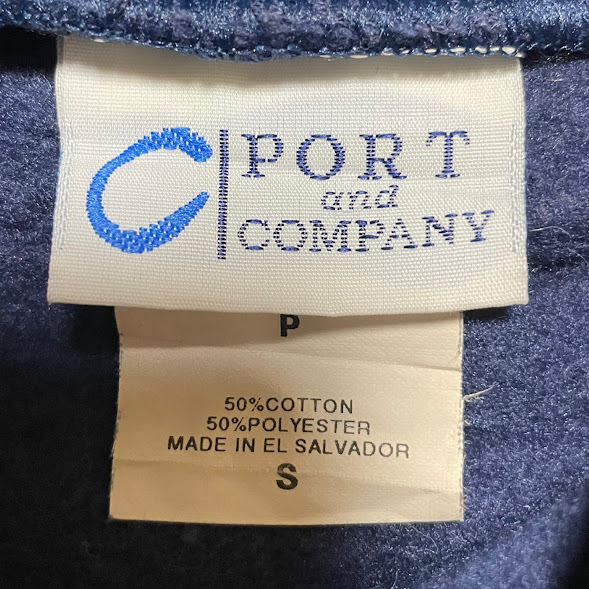 PORT
and
COMPANY
P
50%COTTON
50%POLYESTER
MADE IN EL SALVADOR
S